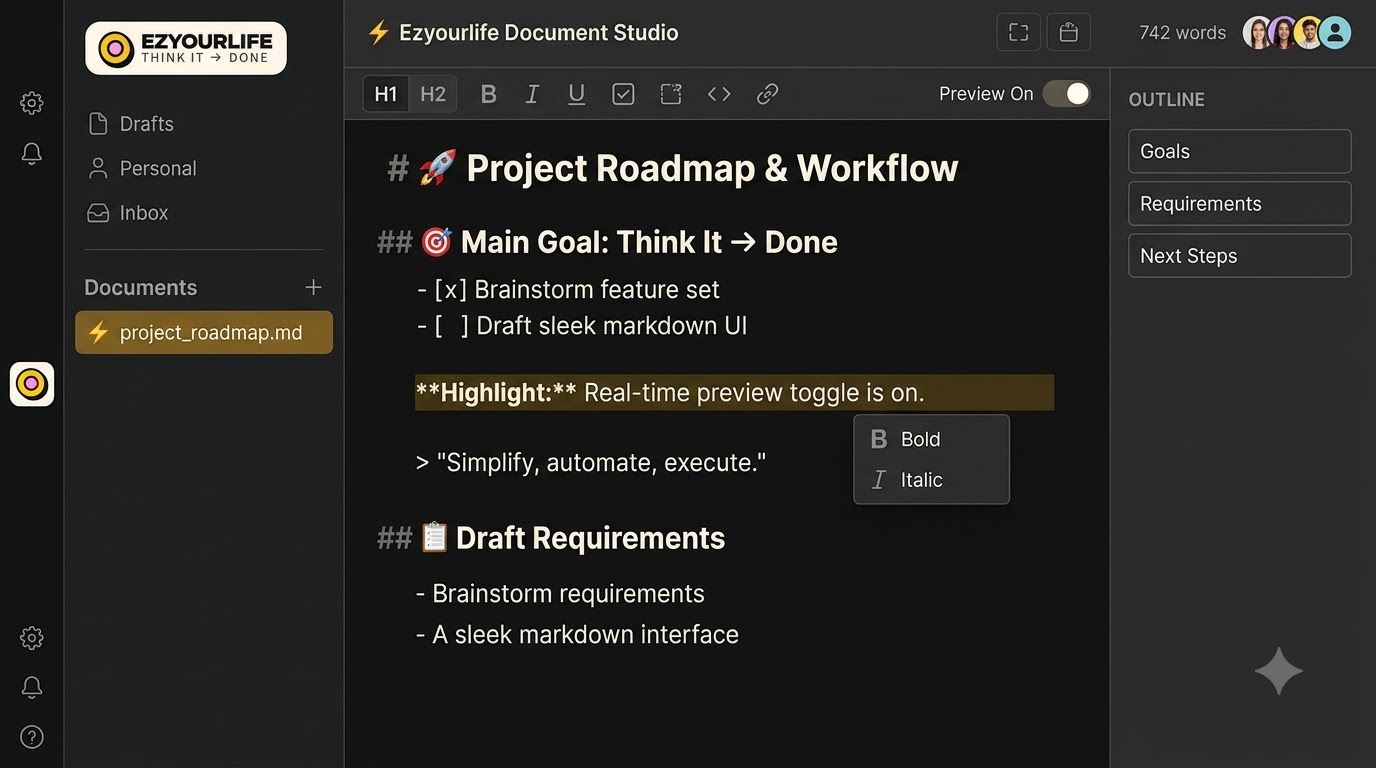 EZYOURLIFE
THINK IT → DONE
Drafts
Personal
Inbox
Documents +
project_roadmap.md
Ezyourlife Document Studio
742 words
H1 H2 B I U <> Preview On
# 🚀 Project Roadmap & Workflow
## 🎯 Main Goal: Think It → Done
- [x] Brainstorm feature set
- [ ] Draft sleek markdown UI
**Highlight:** Real-time preview toggle is on.
B Bold
I Italic
> "Simplify, automate, execute."
## 📋 Draft Requirements
- Brainstorm requirements
- A sleek markdown interface
OUTLINE
Goals
Requirements
Next Steps